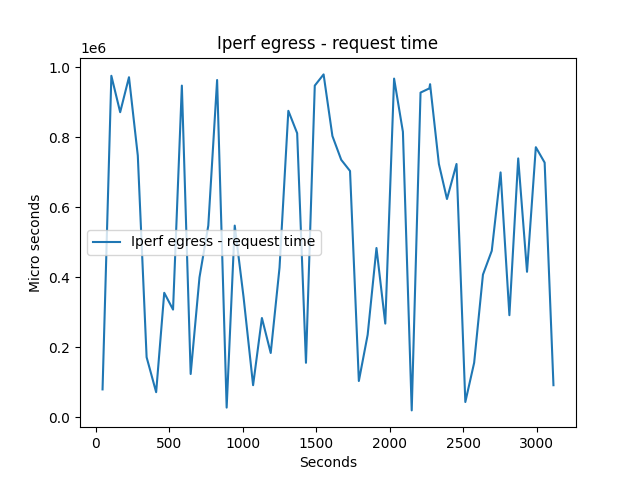 Iperf egress - request time
1e6
1.0
0.8
0.6
0.4
0.2
0.0
Micro seconds
Iperf egress - request time
0 500 1000 1500 2000 2500 3000
Seconds